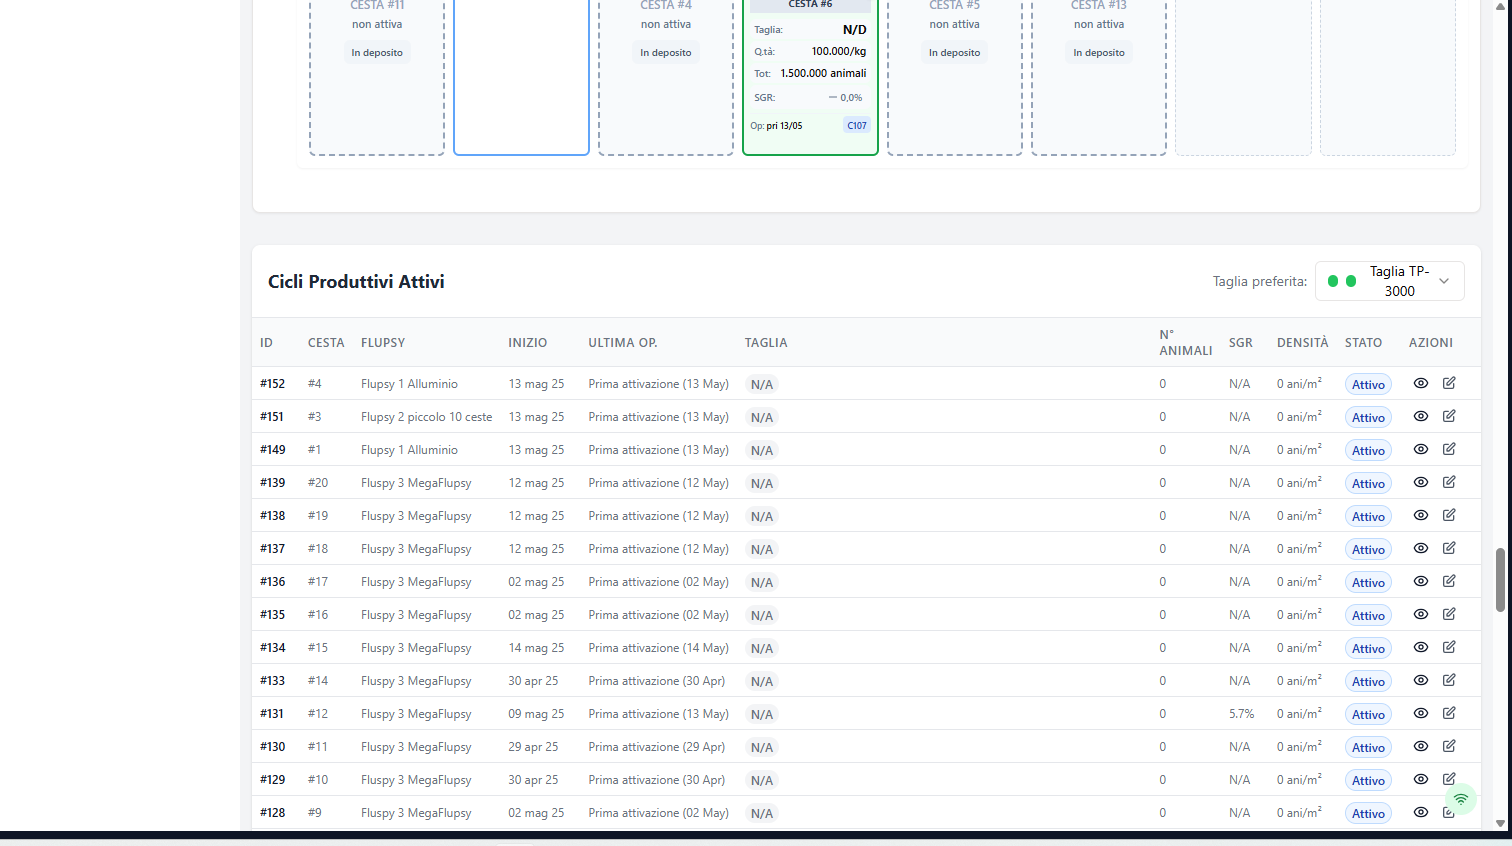 CESTA #11
non attiva
In deposito
CESTA #4
non attiva
In deposito
CESTA #6
Taglia: N/D
Q.tà: 100.000/kg
Tot: 1.500.000 animali
SGR: — 0,0%
Op: pri 13/05 C107
CESTA #5
non attiva
In deposito
CESTA #13
non attiva
In deposito
Cicli Produttivi Attivi
Taglia preferita:
Taglia TP-
3000
ID CESTA FLUPSY INIZIO ULTIMA OP. TAGLIA N° ANIMALI SGR DENSITÀ STATO AZIONI
#152 #4 Flupsy 1 Alluminio 13 mag 25 Prima attivazione (13 May) N/A 0 N/A 0 ani/m² Attivo
#151 #3 Flupsy 2 piccolo 10 ceste 13 mag 25 Prima attivazione (13 May) N/A 0 N/A 0 ani/m² Attivo
#149 #1 Flupsy 1 Alluminio 13 mag 25 Prima attivazione (13 May) N/A 0 N/A 0 ani/m² Attivo
#139 #20 Fluspy 3 MegaFlupsy 12 mag 25 Prima attivazione (12 May) N/A 0 N/A 0 ani/m² Attivo
#138 #19 Fluspy 3 MegaFlupsy 12 mag 25 Prima attivazione (12 May) N/A 0 N/A 0 ani/m² Attivo
#137 #18 Fluspy 3 MegaFlupsy 12 mag 25 Prima attivazione (12 May) N/A 0 N/A 0 ani/m² Attivo
#136 #17 Fluspy 3 MegaFlupsy 02 mag 25 Prima attivazione (02 May) N/A 0 N/A 0 ani/m² Attivo
#135 #16 Fluspy 3 MegaFlupsy 02 mag 25 Prima attivazione (02 May) N/A 0 N/A 0 ani/m² Attivo
#134 #15 Fluspy 3 MegaFlupsy 14 mag 25 Prima attivazione (14 May) N/A 0 N/A 0 ani/m² Attivo
#133 #14 Fluspy 3 MegaFlupsy 30 apr 25 Prima attivazione (30 Apr) N/A 0 N/A 0 ani/m² Attivo
#131 #12 Fluspy 3 MegaFlupsy 09 mag 25 Prima attivazione (13 May) N/A 0 5.7% 0 ani/m² Attivo
#130 #11 Fluspy 3 MegaFlupsy 29 apr 25 Prima attivazione (29 Apr) N/A 0 N/A 0 ani/m² Attivo
#129 #10 Fluspy 3 MegaFlupsy 30 apr 25 Prima attivazione (30 Apr) N/A 0 N/A 0 ani/m² Attivo
#128 #9 Fluspy 3 MegaFlupsy 02 mag 25 Prima attivazione (02 May) N/A 0 N/A 0 ani/m² Attivo